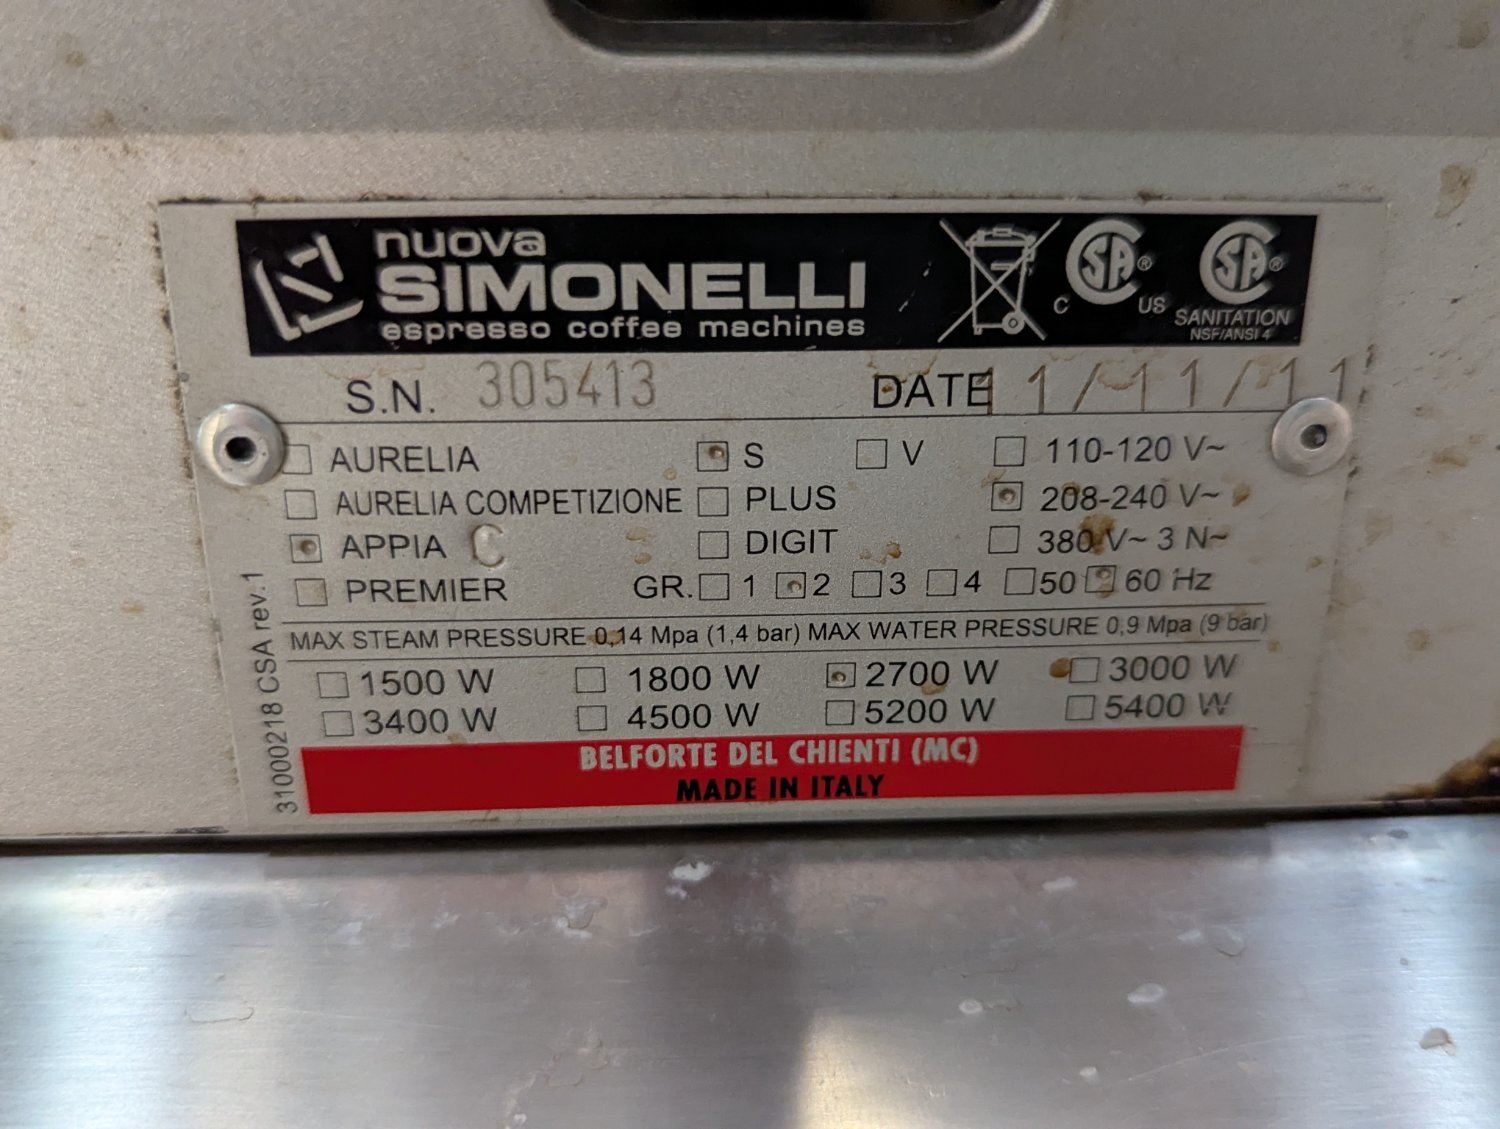 nuova
SIMONELLI
espresso coffee machines
SA ® C US
SA ®
SANITATION
NSF/ANSI 4
S.N. 305413 DATE 11/11/11
AURELIA S V 110-120 V~
AURELIA COMPETIZIONE PLUS 208-240 V~
APPIA C DIGIT 380 V~ 3 N~
PREMIER GR. 1 2 3 4 50 60 Hz
MAX STEAM PRESSURE 0,14 Mpa (1,4 bar) MAX WATER PRESSURE 0,9 Mpa (9 bar)
1500 W 1800 W 2700 W 3000 W
3400 W 4500 W 5200 W 5400 W
BELFORTE DEL CHIENTI (MC)
MADE IN ITALY
31000218 CSA rev.1